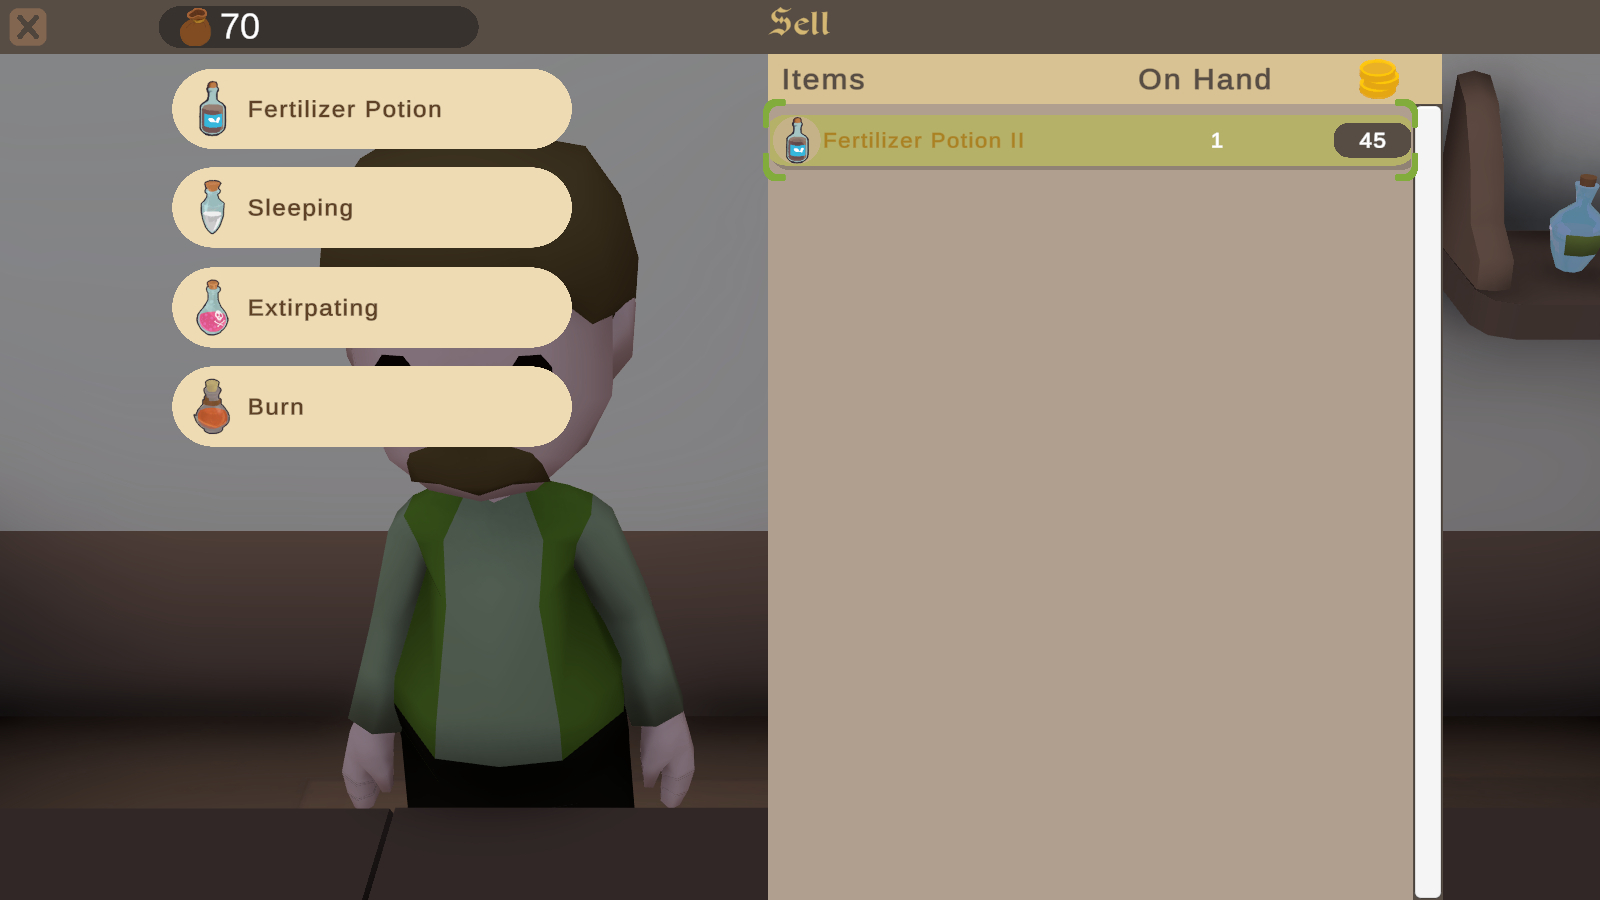 70
Sell
Fertilizer Potion
Sleeping
Extirpating
Burn
Items On Hand
Fertilizer Potion II 1 45